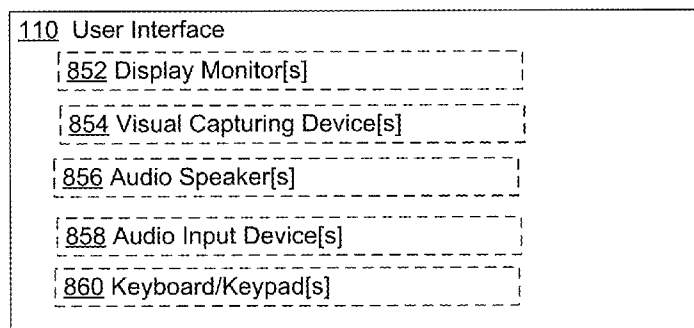 110 User Interface
852 Display Monitor[s]
854 Visual Capturing Device[s]
856 Audio Speaker[s]
858 Audio Input Device[s]
860 Keyboard/Keypad[s]